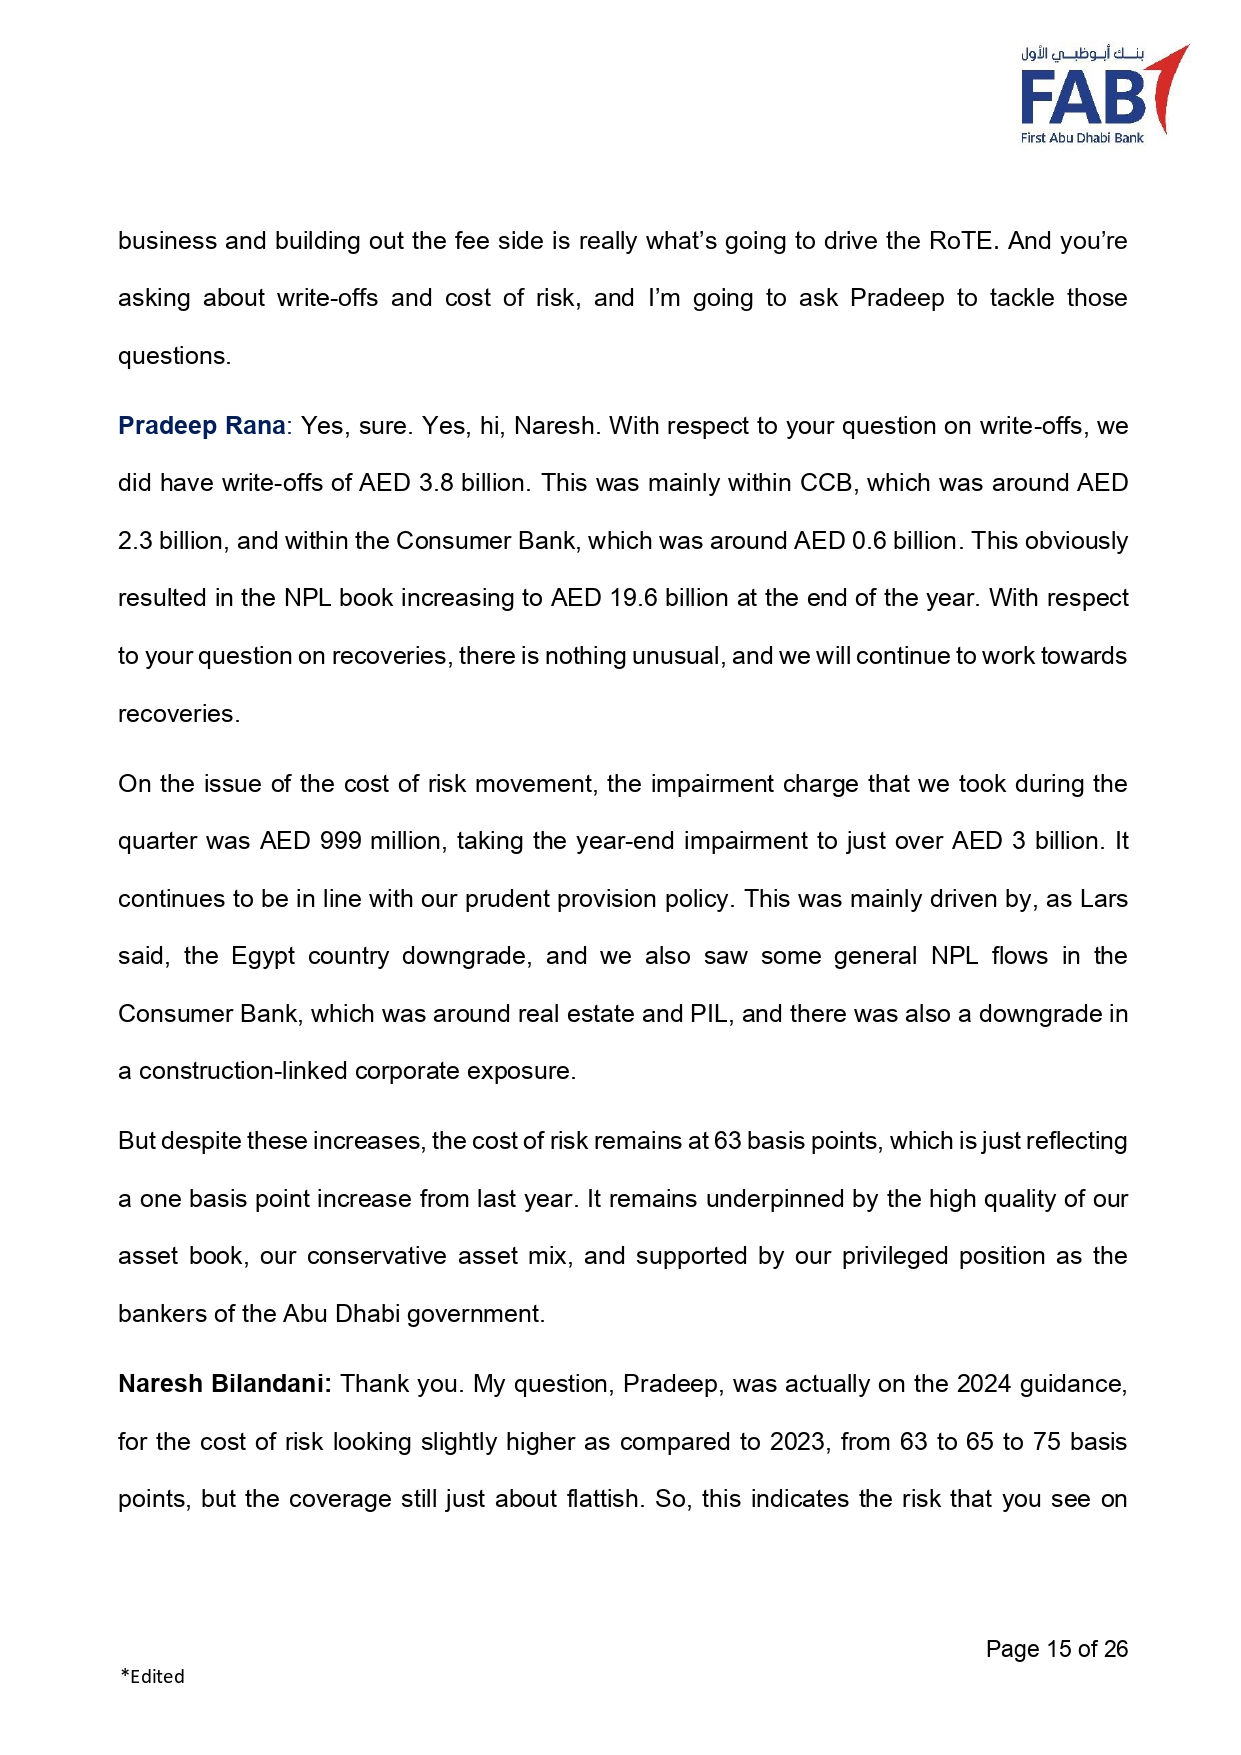 بنك أبوظبي الأول
FAB
First Abu Dhabi Bank
business and building out the fee side is really what’s going to drive the RoTE. And you’re
asking about write-offs and cost of risk, and I’m going to ask Pradeep to tackle those
questions.
Pradeep Rana: Yes, sure. Yes, hi, Naresh. With respect to your question on write-offs, we
did have write-offs of AED 3.8 billion. This was mainly within CCB, which was around AED
2.3 billion, and within the Consumer Bank, which was around AED 0.6 billion. This obviously
resulted in the NPL book increasing to AED 19.6 billion at the end of the year. With respect
to your question on recoveries, there is nothing unusual, and we will continue to work towards
recoveries.
On the issue of the cost of risk movement, the impairment charge that we took during the
quarter was AED 999 million, taking the year-end impairment to just over AED 3 billion. It
continues to be in line with our prudent provision policy. This was mainly driven by, as Lars
said, the Egypt country downgrade, and we also saw some general NPL flows in the
Consumer Bank, which was around real estate and PIL, and there was also a downgrade in
a construction-linked corporate exposure.
But despite these increases, the cost of risk remains at 63 basis points, which is just reflecting
a one basis point increase from last year. It remains underpinned by the high quality of our
asset book, our conservative asset mix, and supported by our privileged position as the
bankers of the Abu Dhabi government.
Naresh Bilandani: Thank you. My question, Pradeep, was actually on the 2024 guidance,
for the cost of risk looking slightly higher as compared to 2023, from 63 to 65 to 75 basis
points, but the coverage still just about flattish. So, this indicates the risk that you see on
Page 15 of 26
*Edited